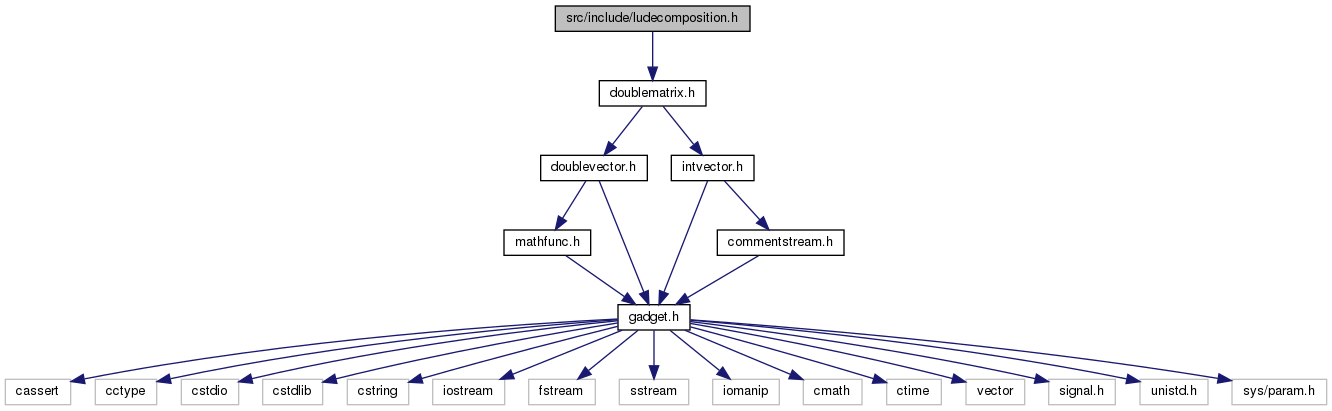 src/include/ludecomposition.h
doublematrix.h
doublevector.h
intvector.h
mathfunc.h
commentstream.h
gadget.h
cassert
cctype
cstdio
cstdlib
cstring
iostream
fstream
sstream
iomanip
cmath
ctime
vector
signal.h
unistd.h
sys/param.h